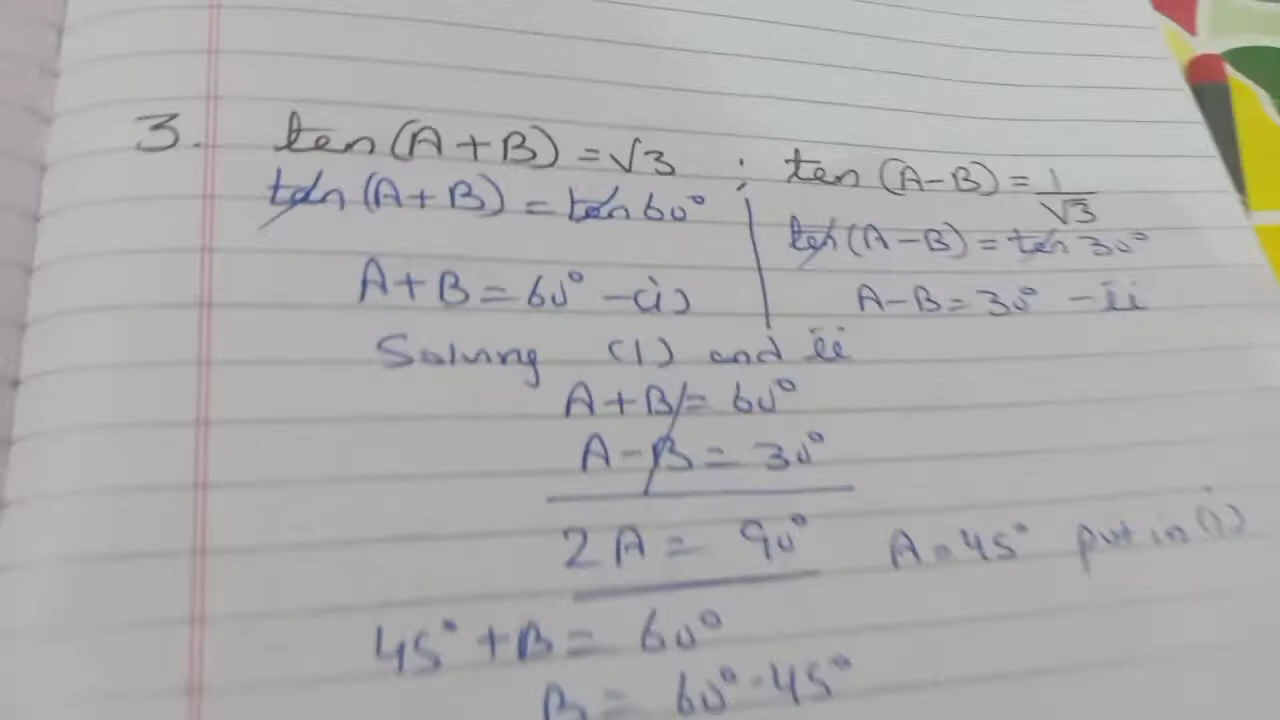 3. tan(A+B) = √3 ; tan (A-B) = 1/√3
tan (A+B) = tan 60° | tan (A-B) = tan 30°
A+B = 60° -(i) | A-B = 30° - ii
Solving (1) and ii
A+B = 60°
A-B = 30°
2A = 90° A = 45° put in (i)
45° + B = 60°
B = 60° - 45°